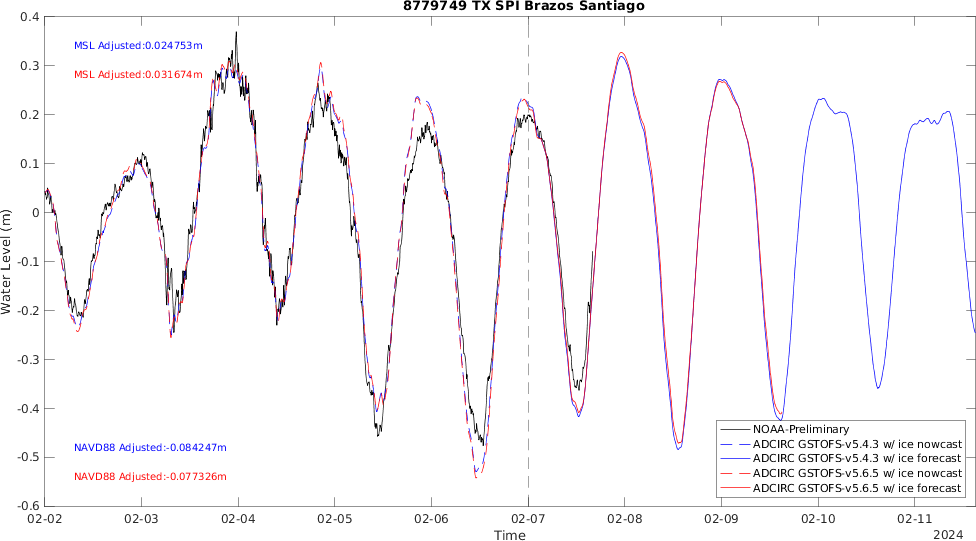 8779749 TX SPI Brazos Santiago
0.4
0.3
0.2
0.1
0
-0.1
-0.2
-0.3
-0.4
-0.5
-0.6
Water Level (m)
MSL Adjusted:0.024753m
MSL Adjusted:0.031674m
NAVD88 Adjusted:-0.084247m
NAVD88 Adjusted:-0.077326m
NOAA-Preliminary
ADCIRC GSTOFS-v5.4.3 w/ ice nowcast
ADCIRC GSTOFS-v5.4.3 w/ ice forecast
ADCIRC GSTOFS-v5.6.5 w/ ice nowcast
ADCIRC GSTOFS-v5.6.5 w/ ice forecast
02-02 02-03 02-04 02-05 02-06 02-07 02-08 02-09 02-10 02-11
Time
2024